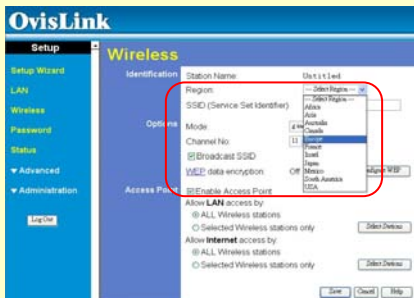 OvisLink
Setup
Setup Wizard
LAN
Wireless
Password
Status
Advanced
Administration
Log Out
Wireless
Identification
Station Name: Untitled
Region: --- Select Region ---
--- Select Region ---
Africa
Asia
Australia
Canada
Europe
France
Israel
Japan
Mexico
South America
USA
SSID (Service Set Identifier)
Options
Mode:
Channel No: 11
Broadcast SSID
WEP data encryption: Off
Configure WEP
Access Point
Enable Access Point
Allow LAN access by:
ALL Wireless stations
Selected Wireless stations only
Select Stations
Allow Internet access by:
ALL Wireless stations
Selected Wireless stations only
Select Stations
Save
Cancel
Help